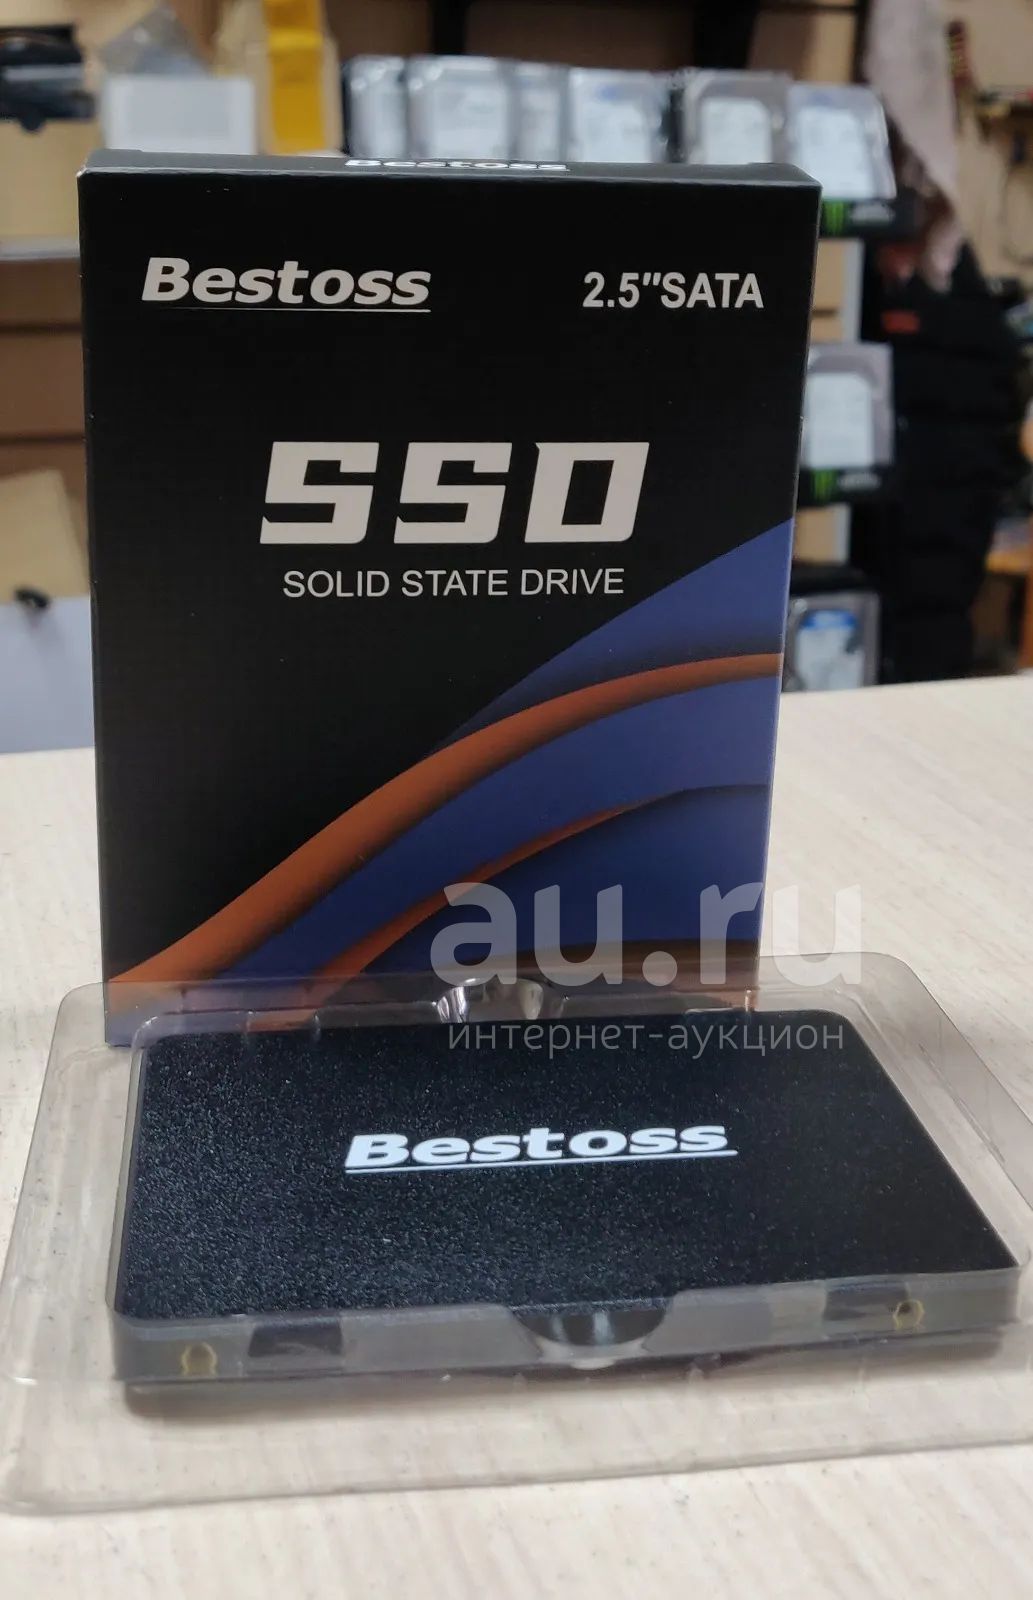 Bestoss
Bestoss
2.5"SATA
SSD
SOLID STATE DRIVE
au.ru
интернет-аукцион
Bestoss